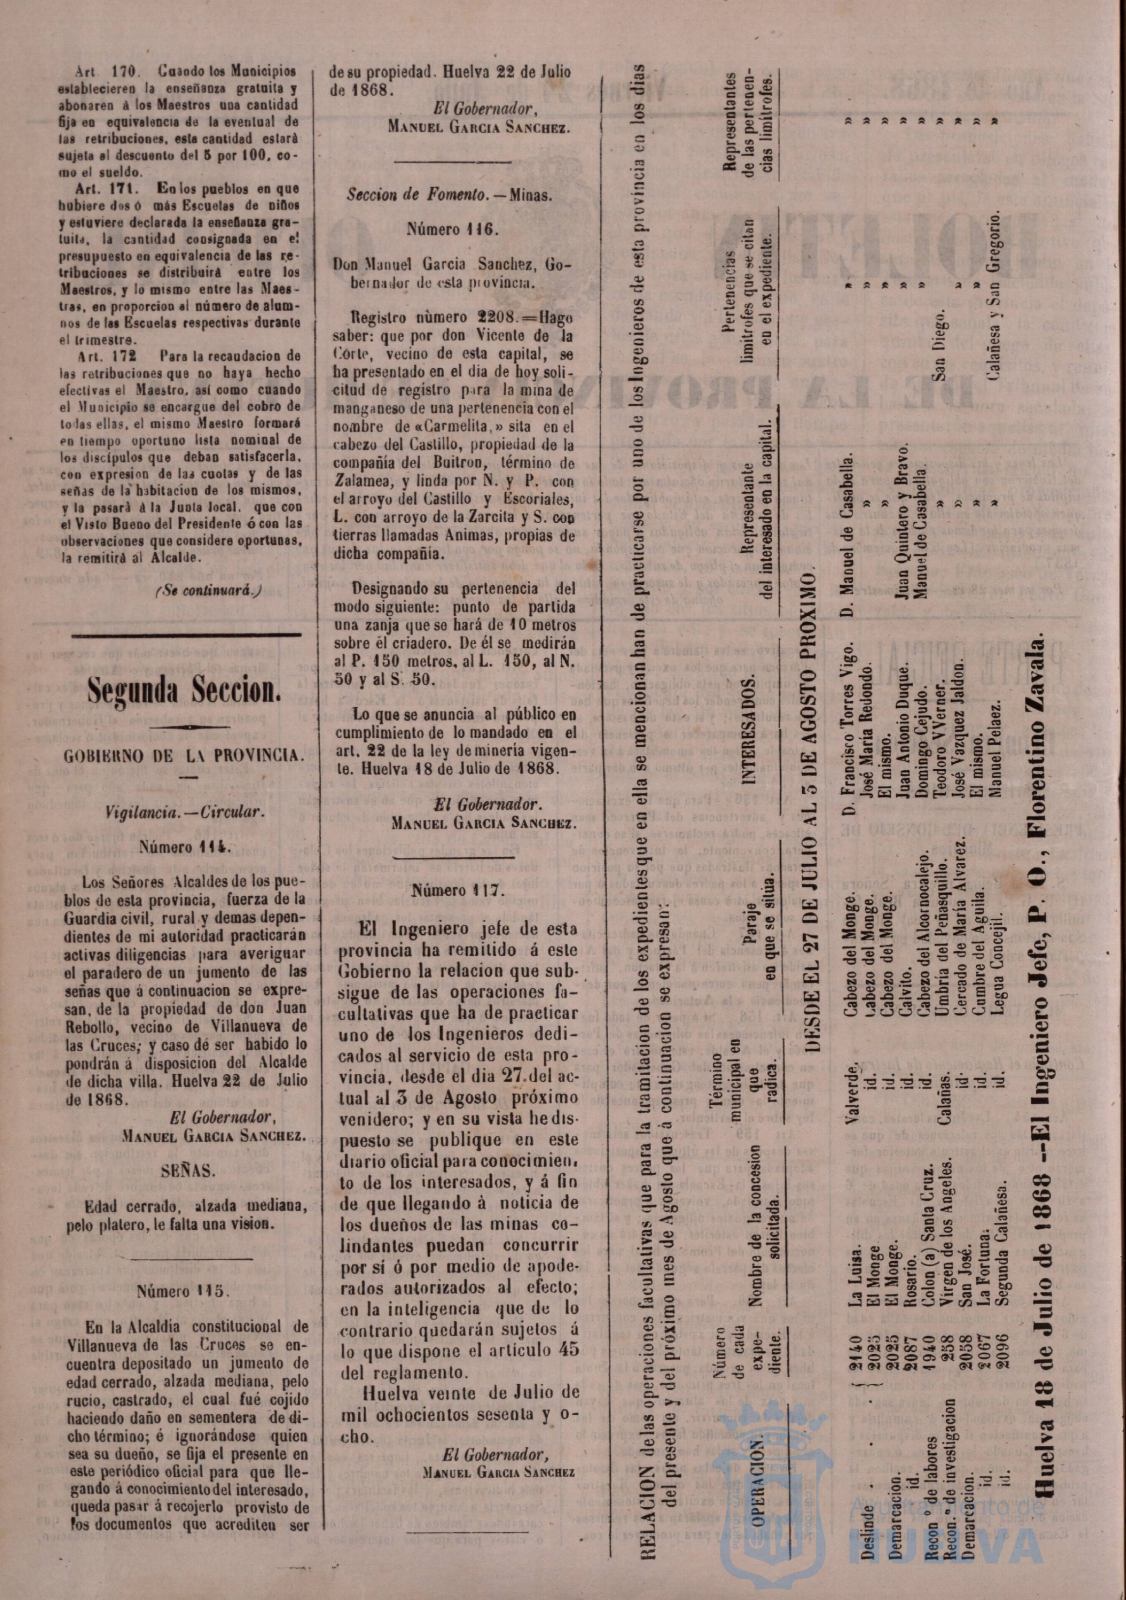 Art. 170. Cuando los Municipios
establecieren la enseñanza gratuita y
abonaren á los Maestros una cantidad
fija en equivalencia de la eventual de
las retribuciones, esta cantidad estará
sujeta al descuento del 5 por 100, co-
mo el sueldo.
Art. 171. En los pueblos en que
hubiere dos ó más Escuelas de niños
y estuviere declarada la enseñanza gra-
tuita, la cantidad consignada en el
presupuesto en equivalencia de las re-
tribuciones se distribuirá entre los
Maestros, y lo mismo entre las Maes-
tras, en proporcion al número de alum-
nos de las Escuelas respectivas durante
el trimestre.
Art. 172 Para la recaudacion de
las retribuciones que no haya hecho
efectivas el Maestro, así como cuando
el Municipio se encargue del cobro de
todas ellas, el mismo Maestro formará
en tiempo oportuno lista nominal de
los discípulos que deban satisfacerla,
con expresion de las cuotas y de las
señas de la habitacion de los mismos,
y la pasará á la Junta local, que con
el Visto Bueno del Presidente ó con las
observaciones que considere oportunas,
la remitirá al Alcalde.
(Se continuará.)
Segunda Seccion.
GOBIERNO DE LA PROVINCIA.
Vigilancia.—Circular.
Número 114.
Los Señores Alcaldes de los pue-
blos de esta provincia, fuerza de la
Guardia civil, rural y demas depen-
dientes de mi autoridad practicarán
activas diligencias para averiguar
el paradero de un jumento de las
señas que á continuacion se expre-
san, de la propiedad de don Juan
Rebollo, vecino de Villanueva de
las Cruces; y caso dé ser habido lo
pondrán á disposicion del Alcalde
de dicha villa. Huelva 22 de Julio
de 1868.
El Gobernador,
MANUEL GARCIA SANCHEZ.
SEÑAS.
Edad cerrado, alzada mediana,
pelo platero, le falta una vision.
Número 115.
En la Alcaldia constitucional de
Villanueva de las Cruces se en-
cuentra depositado un jumento de
edad cerrado, alzada mediana, pelo
rucio, castrado, el cual fué cojido
haciendo daño en sementera de di-
cho término; é ignorándose quien
sea su dueño, se fija el presente en
este periódico oficial para que lle-
gando á conocimiento del interesado,
queda pasar á recojerlo provisto de
los documentos que acrediten ser
de su propiedad. Huelva 22 de Julio
de 1868.
El Gobernador,
MANUEL GARCIA SANCHEZ.
Seccion de Fomento.—Minas.
Número 116.
Don Manuel Garcia Sanchez, Go-
bernador de esta provincia.
Registro nùmero 2208.=Hago
saber: que por don Vicente de la
Córte, vecino de esta capital, se
ha presentado en el dia de hoy soli-
citud de registro para la mina de
manganeso de una pertenencia con el
nombre de «Carmelita,» sita en el
cabezo del Castillo, propiedad de la
compañía del Buitron, término de
Zalamea, y linda por N. y P. con
el arroyo del Castillo y Escoriales,
L. con arroyo de la Zarcita y S. con
tierras llamadas Animas, propias de
dicha compañía.
Designando su pertenencia del
modo siguiente: punto de partida
una zanja que se hará de 10 metros
sobre el criadero. De él se medirán
al P. 150 metros, al L. 150, al N.
50 y al S. 50.
Lo que se anuncia al público en
cumplimiento de lo mandado en el
art. 22 de la ley de minería vigen-
te. Huelva 18 de Julio de 1868.
El Gobernador.
MANUEL GARCIA SANCHEZ.
Número 117.
El Ingeniero jefe de esta
provincia ha remitido á este
Gobierno la relacion que sub-
sigue de las operaciones fa-
cultativas que ha de practicar
uno de los Ingenieros dedi-
cados al servicio de esta pro-
vincia, desde el dia 27 del ac-
tual al 3 de Agosto próximo
venidero; y en su vista he dis-
puesto se publique en este
diario oficial para conocimien.
to de los interesados, y á fin
de que llegando à noticia de
los dueños de las minas co-
lindantes puedan concurrir
por sí ó por medio de apode-
rados autorizados al efecto;
en la inteligencia que de lo
contrario quedarán sujetos á
lo que dispone el artículo 45
del reglamento.
Huelva veinte de Julio de
mil ochocientos sesenta y o-
cho.
El Gobernador,
MANUEL GARCIA SANCHEZ
RELACION de las operaciones facultativas que para la tramitacion de los expedientes que en ella se mencionan han de practicarse por uno de los Ingenieros de esta provincia en los dias
del presente y del próximo mes de Agosto que á continuacion se expresan:
OPERACION. Número de cada expe-diente. Nombre de la concesion solicitada. Término municipal en que radica. Paraje en que se sitúa. INTERESADOS. Representante del interesado en la capital. Pertenencias limítrofes que se citan en el expediente. Representantes de las pertenen-cias limítrofes.
DESDE EL 27 DE JULIO AL 3 DE AGOSTO PROXIMO.
Deslinde . . . { 2140 La Luisa. Valverde. Cabezo del Monge. D. Francisco Torres Vigo. D. Manuel de Casabella. » »
2025 El Monge id. Cabezo del Monge. José Maria Redondo. » » »
Demarcacion. 2025 El Monge. id. Cabezo del Monge. El mismo. » » »
id. 2087 Rosario. id. Calvito. Juan Antonio Duque. Juan Quintero y Bravo. » »
Recon.º de labores 1940 Colon (a) Santa Cruz. id. Cabezo del Alcornocalejo. Domingo Cejudo. Manuel de Casabella. » »
Recon.º de investigacion 258 Virgen de los Angeles. Calañas. Umbria del Peñasquillo. Teodoro VVerner. » San Diego. »
Demarcacion. 2058 San José. id. Cercado de Maria Alvarez. José Vazquez Jaldon. » » »
id. 2067 La Fortuna. id. Cumbre del Aguila. El mismo. » » »
id. 2096 Segunda Calañesa. id. Legua Concejil. Manuel Pelaez. » Calañesa y San Gregorio. »
Huelva 18 de Julio de 1868 --El Ingeniero Jefe, P. O., Florentino Zavala.
Ayuntamiento de
HUELVA